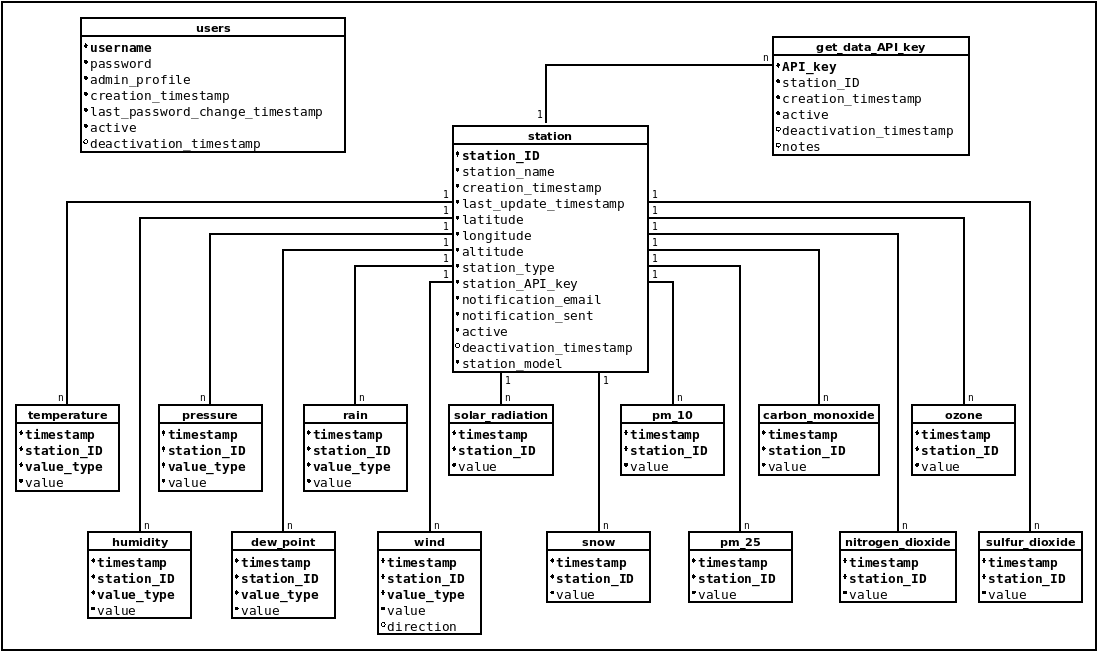 users
username
password
admin_profile
creation_timestamp
last_password_change_timestamp
active
deactivation_timestamp
get_data_API_key
API_key
station_ID
creation_timestamp
active
deactivation_timestamp
notes
n
1
station
station_ID
station_name
creation_timestamp
last_update_timestamp
latitude
longitude
altitude
station_type
station_API_key
notification_email
notification_sent
active
deactivation_timestamp
station_model
1
1
1
1
1
1
1
1
1
1
1
1
1
1
n
temperature
timestamp
station_ID
value_type
value
n
pressure
timestamp
station_ID
value_type
value
n
rain
timestamp
station_ID
value_type
value
n
solar_radiation
timestamp
station_ID
value
n
pm_10
timestamp
station_ID
value
n
carbon_monoxide
timestamp
station_ID
value
n
ozone
timestamp
station_ID
value
n
humidity
timestamp
station_ID
value_type
value
n
dew_point
timestamp
station_ID
value_type
value
n
wind
timestamp
station_ID
value_type
value
direction
n
snow
timestamp
station_ID
value
n
pm_25
timestamp
station_ID
value
n
nitrogen_dioxide
timestamp
station_ID
value
n
sulfur_dioxide
timestamp
station_ID
value